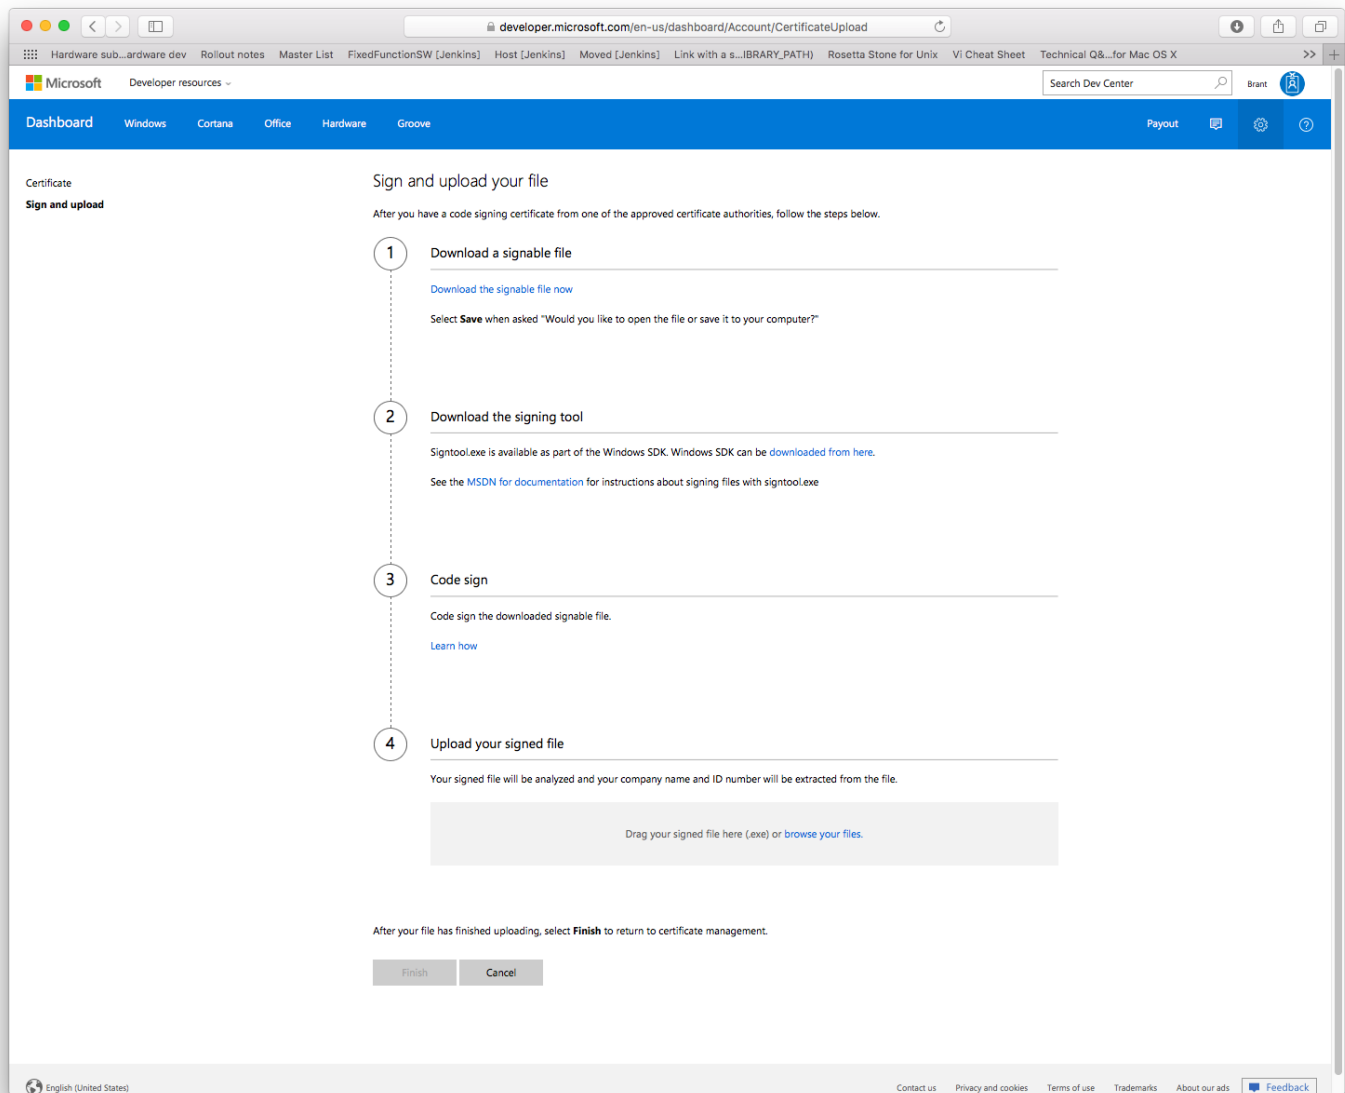 developer.microsoft.com/en-us/dashboard/Account/CertificateUpload
Hardware sub...ardware dev Rollout notes Master List FixedFunctionSW [Jenkins] Host [Jenkins] Moved [Jenkins] Link with a s...IBRARY_PATH) Rosetta Stone for Unix Vi Cheat Sheet Technical Q&...for Mac OS X >> +
Microsoft Developer resources Search Dev Center Brant
Dashboard Windows Cortana Office Hardware Groove Payout
Certificate
Sign and upload
Sign and upload your file
After you have a code signing certificate from one of the approved certificate authorities, follow the steps below.
1 Download a signable file
Download the signable file now
Select Save when asked "Would you like to open the file or save it to your computer?"
2 Download the signing tool
Signtool.exe is available as part of the Windows SDK. Windows SDK can be downloaded from here.
See the MSDN for documentation for instructions about signing files with signtool.exe
3 Code sign
Code sign the downloaded signable file.
Learn how
4 Upload your signed file
Your signed file will be analyzed and your company name and ID number will be extracted from the file.
Drag your signed file here (.exe) or browse your files.
After your file has finished uploading, select Finish to return to certificate management.
Finish Cancel
English (United States) Contact us Privacy and cookies Terms of use Trademarks About our ads Feedback